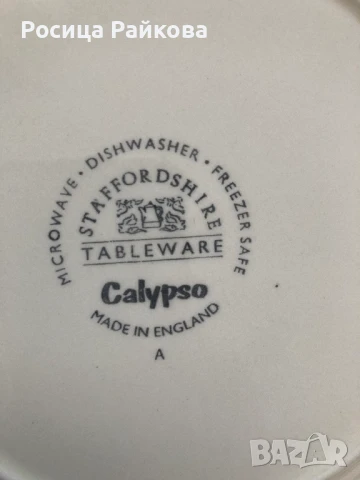 Росица Райкова
MICROWAVE • DISHWASHER • FREEZER SAFE
STAFFORDSHIRE
TABLEWARE
Calypso
MADE IN ENGLAND
A
BAZAR